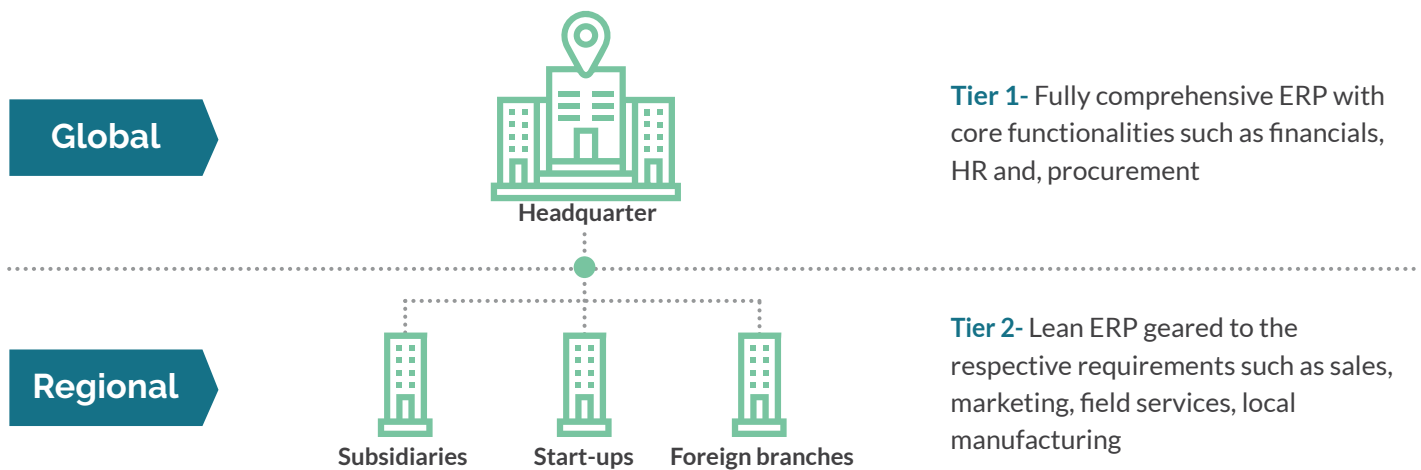 Global
Headquarter
Tier 1- Fully comprehensive ERP with
core functionalities such as financials,
HR and, procurement
Regional
Subsidiaries
Start-ups
Foreign branches
Tier 2- Lean ERP geared to the
respective requirements such as sales,
marketing, field services, local
manufacturing